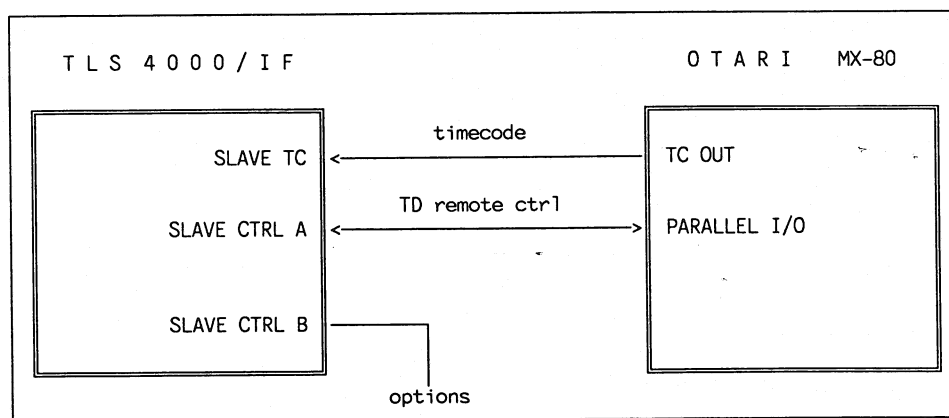 TLS 4000/IF
OTARI MX-80
timecode
SLAVE TC
TC OUT
TD remote ctrl
SLAVE CTRL A
PARALLEL I/O
SLAVE CTRL B
options